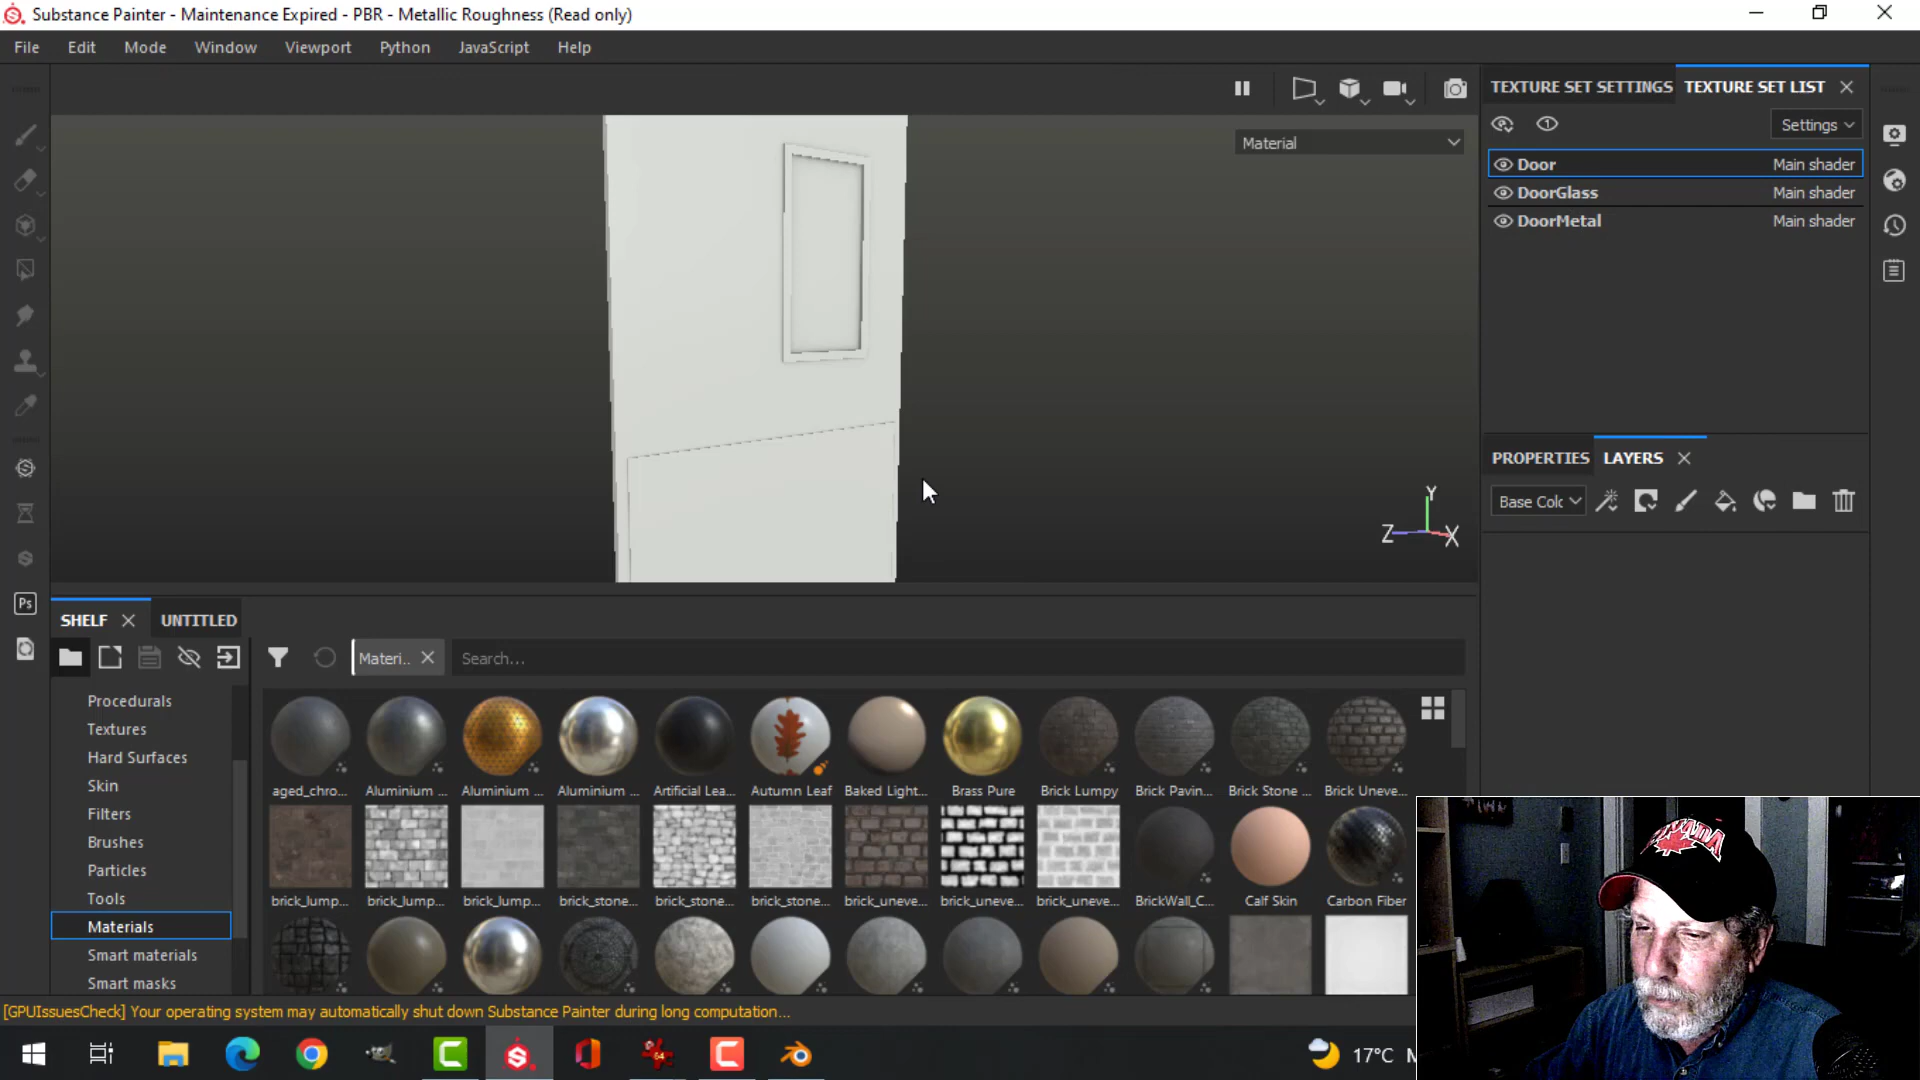 Substance Painter - Maintenance Expired - PBR - Metallic Roughness (Read only)
File Edit Mode Window Viewport Python JavaScript Help
TEXTURE SET SETTINGS TEXTURE SET LIST
Material
Settings
Door Main shader
DoorGlass Main shader
DoorMetal Main shader
PROPERTIES LAYERS
Base Colc
Y
Z X
Ps
SHELF UNTITLED
Materi.. Search...
Procedurals
Textures
Hard Surfaces
Skin
Filters
Brushes
Particles
Tools
Materials
Smart materials
Smart masks
aged_chro... Aluminium ... Aluminium ... Aluminium ... Artificial Lea... Autumn Leaf Baked Light... Brass Pure Brick Lumpy Brick Pavin... Brick Stone ... Brick Uneve...
brick_lump... brick_lump... brick_lump... brick_stone... brick_stone... brick_stone... brick_uneve... brick_uneve... brick_uneve... BrickWall_C... Calf Skin Carbon Fiber
[GPUIssuesCheck] Your operating system may automatically shut down Substance Painter during long computation...
64
17°C M
CANADA